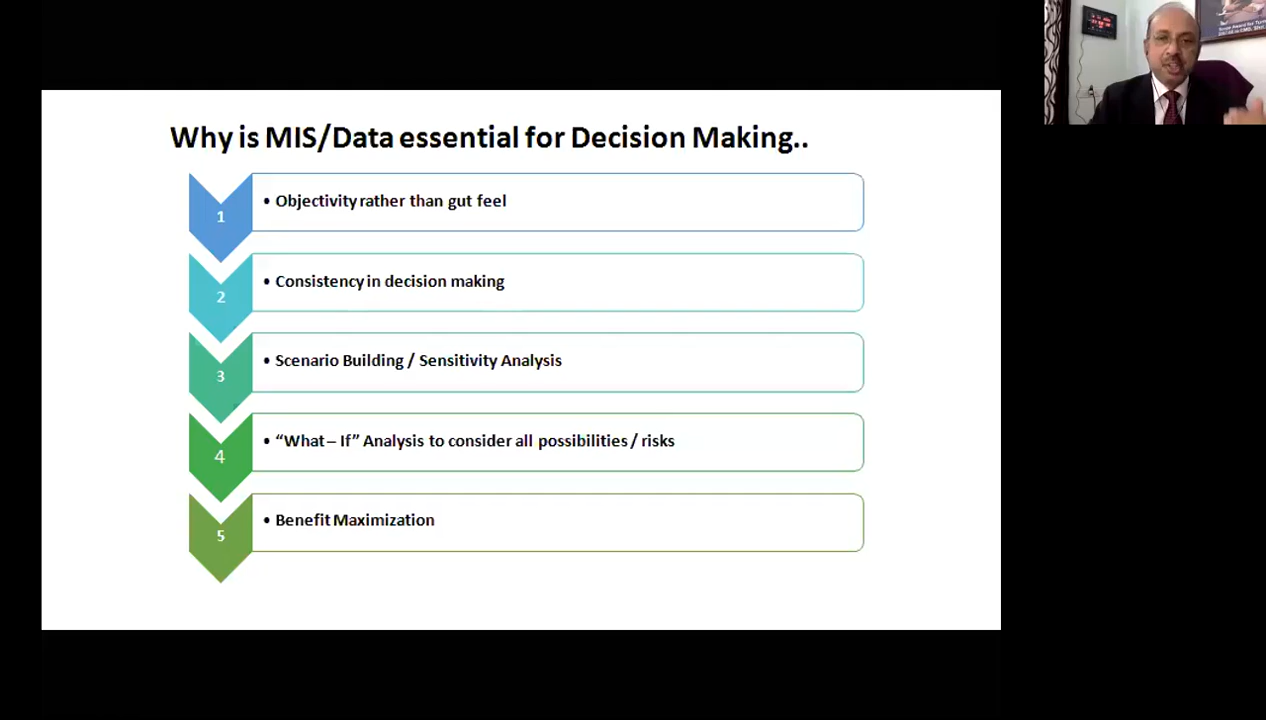 Why is MIS/Data essential for Decision Making..
1
• Objectivity rather than gut feel
2
• Consistency in decision making
3
• Scenario Building / Sensitivity Analysis
4
• “What – If” Analysis to consider all possibilities / risks
5
• Benefit Maximization